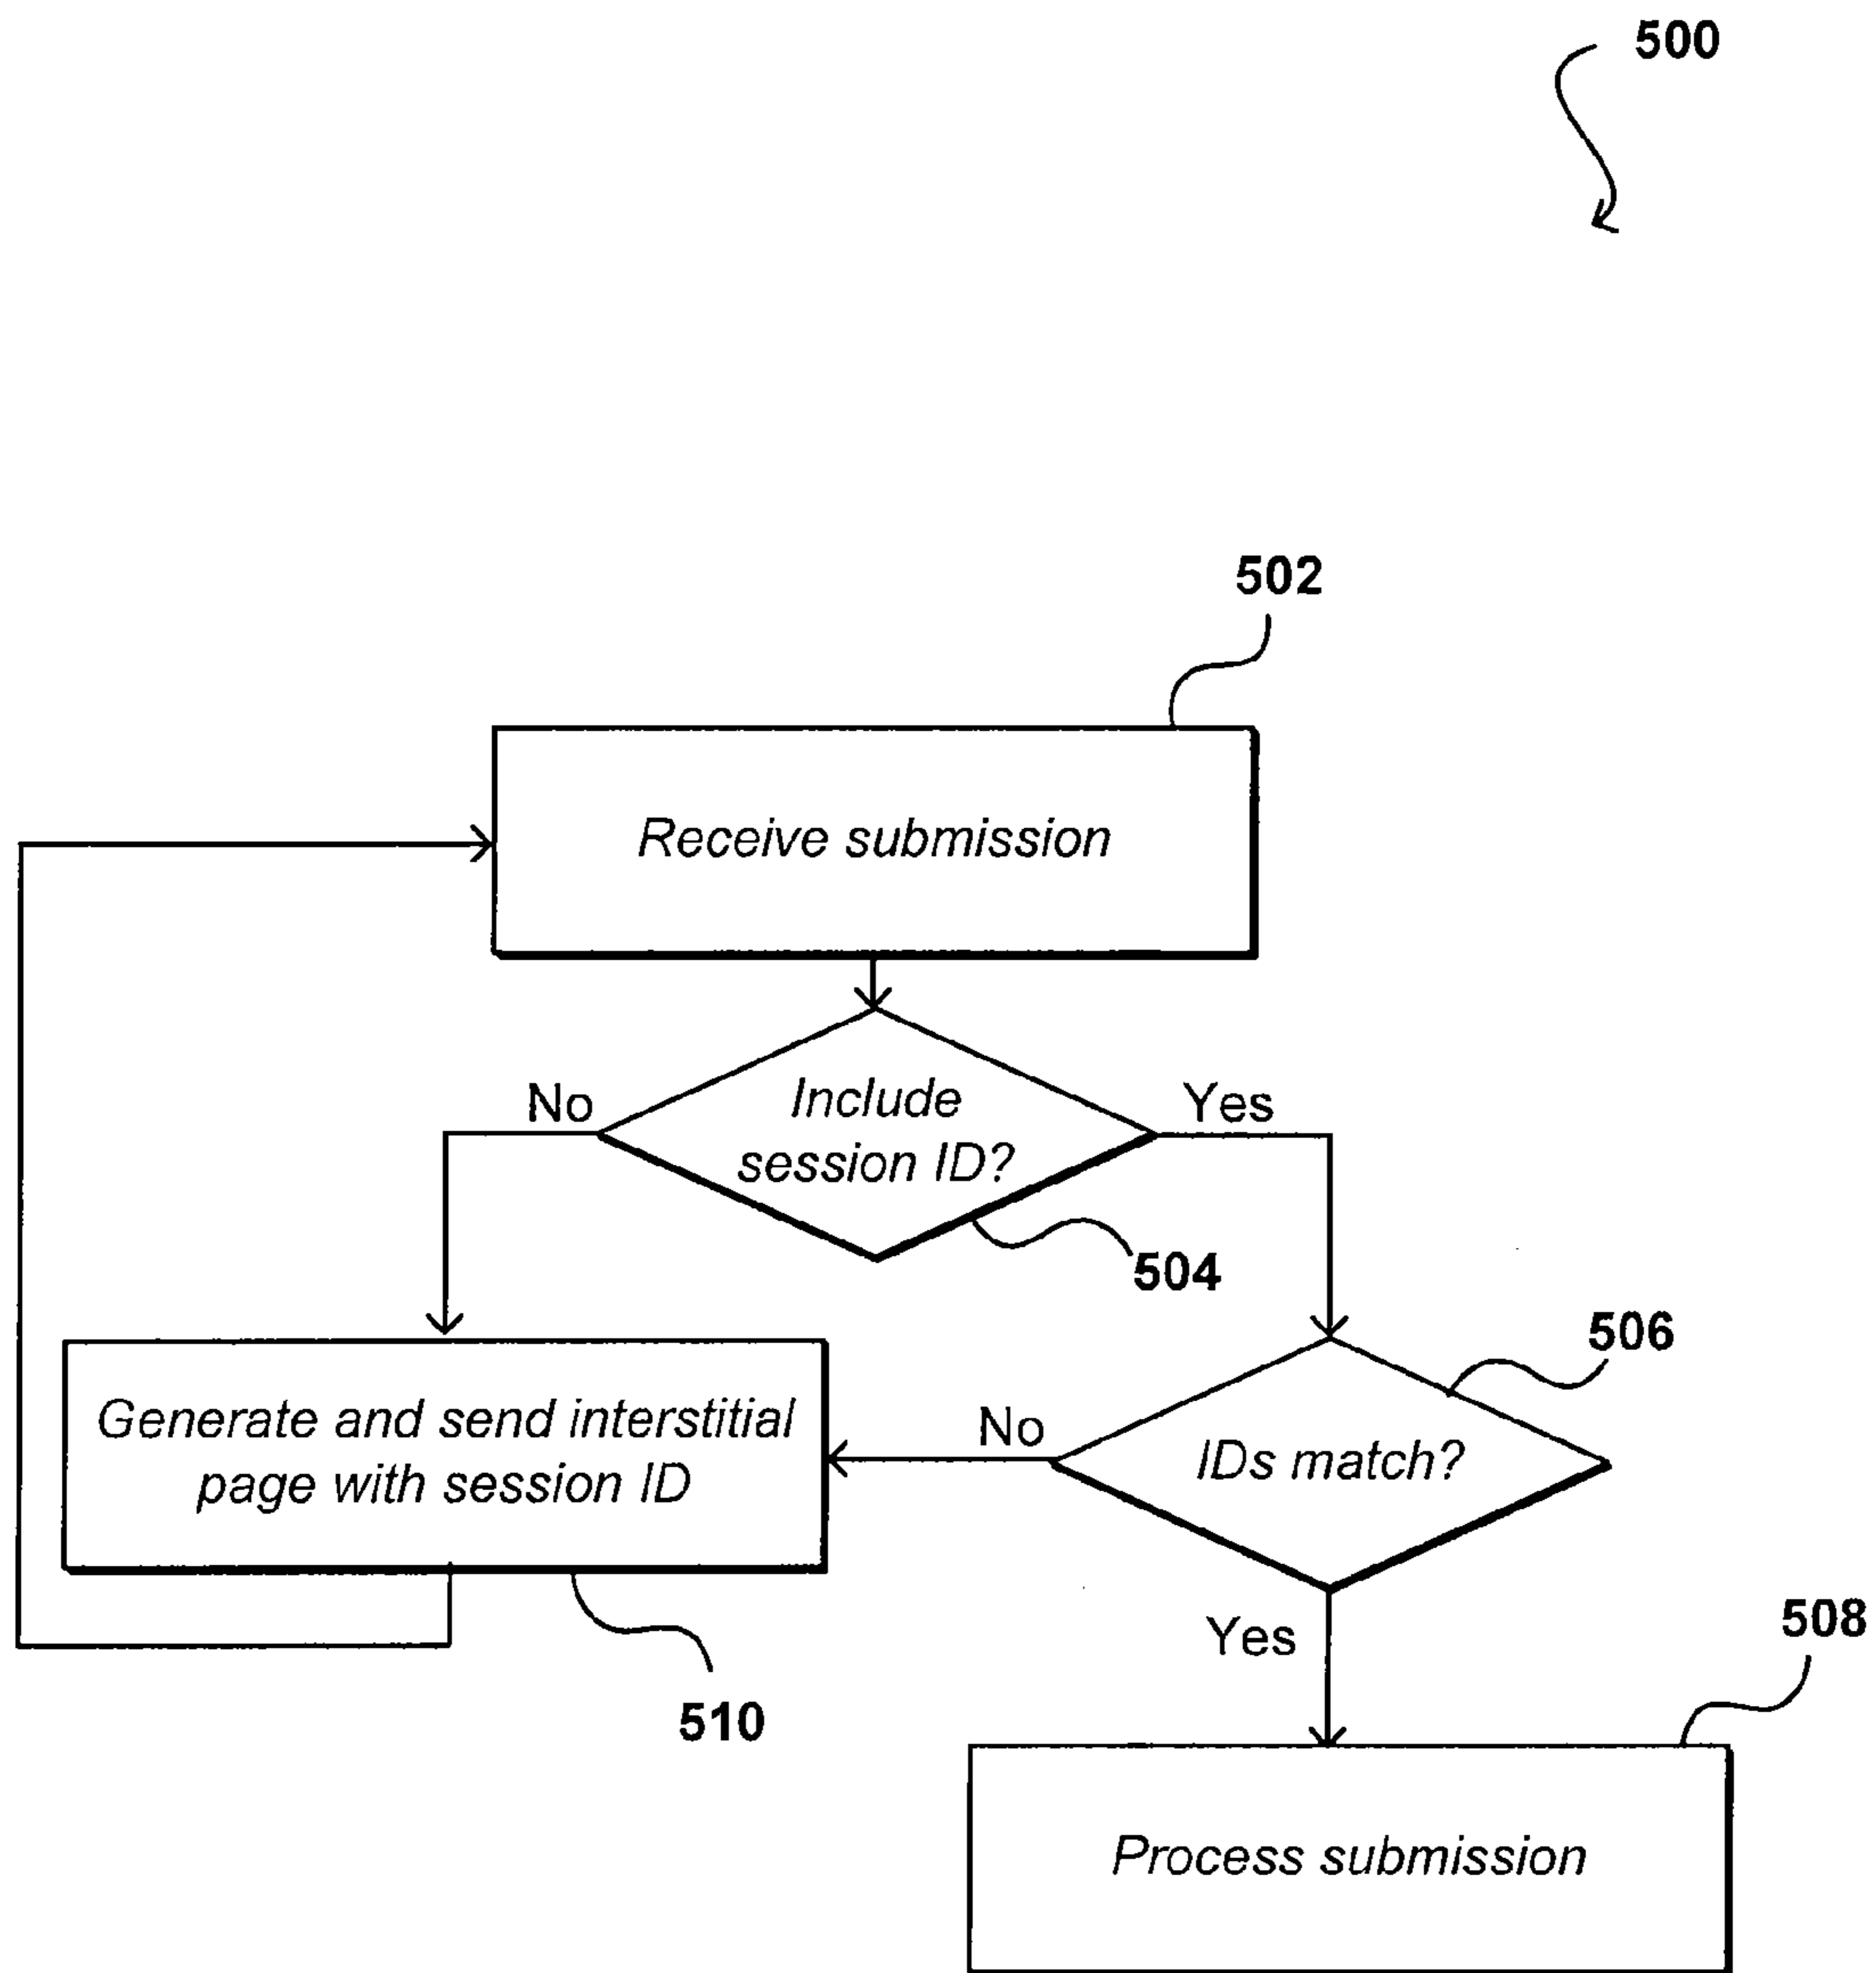 500
502
Receive submission
No
Include
Yes
session ID?
504
506
Generate and send interstitial
page with session ID
No
IDs match?
508
Yes
510
Process submission